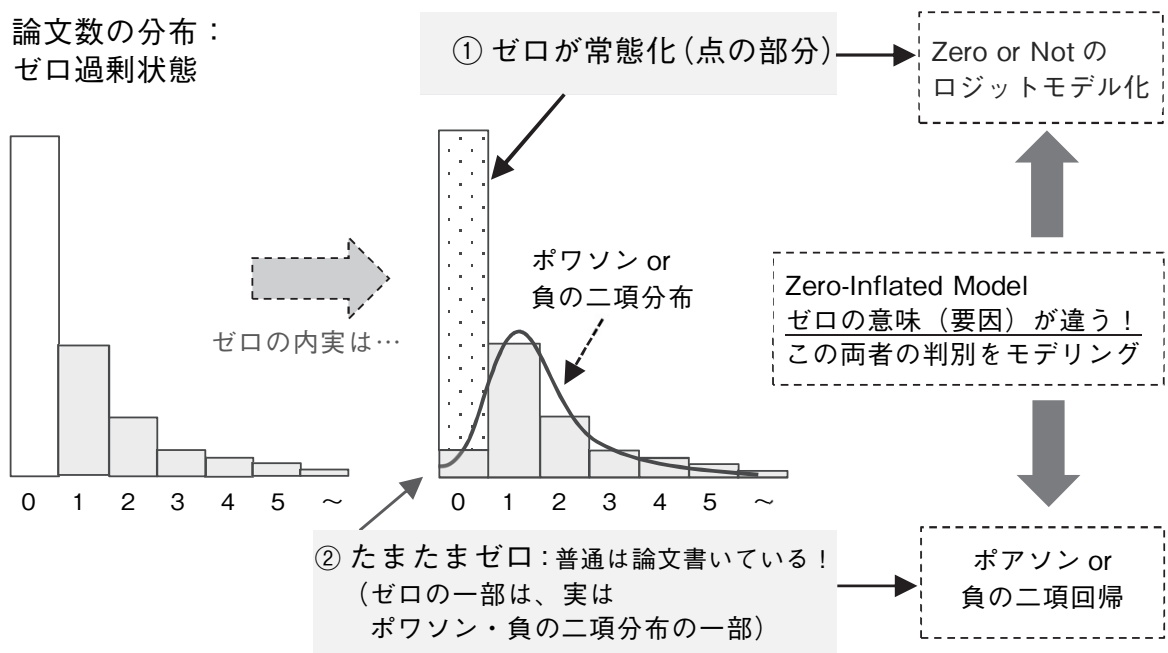 論文数の分布：
ゼロ過剰状態
① ゼロが常態化（点の部分）
Zero or Not の
ロジットモデル化
ゼロの内実は…
ポワソン or
負の二項分布
Zero-Inflated Model
ゼロの意味（要因）が違う！
この両者の判別をモデリング
0 1 2 3 4 5 ～
0 1 2 3 4 5 ～
② たまたまゼロ：普通は論文書いている！
（ゼロの一部は、実は
ポワソン・負の二項分布の一部）
ポアソン or
負の二項回帰